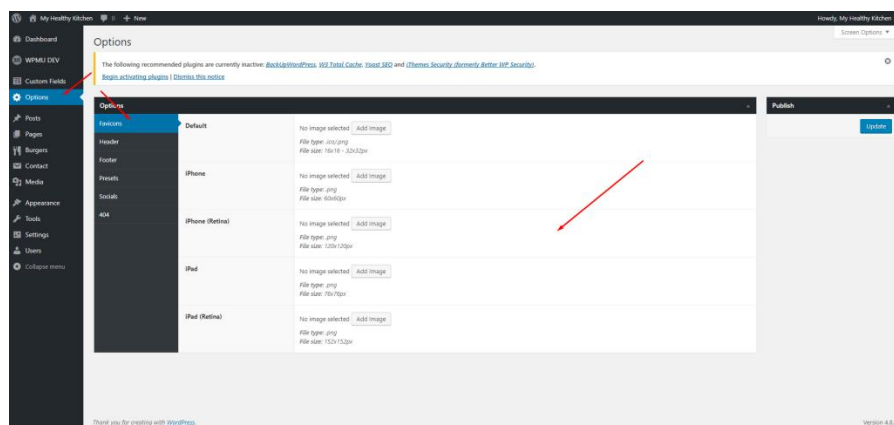 My Healthy Kitchen 0 + New
Howdy, My Healthy Kitchen
Screen Options
Dashboard
WPMU DEV
Custom Fields
Options
Posts
Pages
Burgers
Contact
Media
Appearance
Tools
Settings
Users
Collapse menu
Options
The following recommended plugins are currently inactive: BackUpWordPress, W3 Total Cache, Yoast SEO and iThemes Security (formerly Better WP Security).
Begin activating plugins | Dismiss this notice
Options
Favicons
Header
Footer
Presets
Socials
404
Default
No image selected Add Image
File type: .ico/.png
File size: 16x16 - 32x32px
iPhone
No image selected Add Image
File type: .png
File size: 60x60px
iPhone (Retina)
No image selected Add Image
File type: .png
File size: 120x120px
iPad
No image selected Add Image
File type: .png
File size: 76x76px
iPad (Retina)
No image selected Add Image
File type: .png
File size: 152x152px
Publish
Update
Thank you for creating with WordPress.
Version 4.6